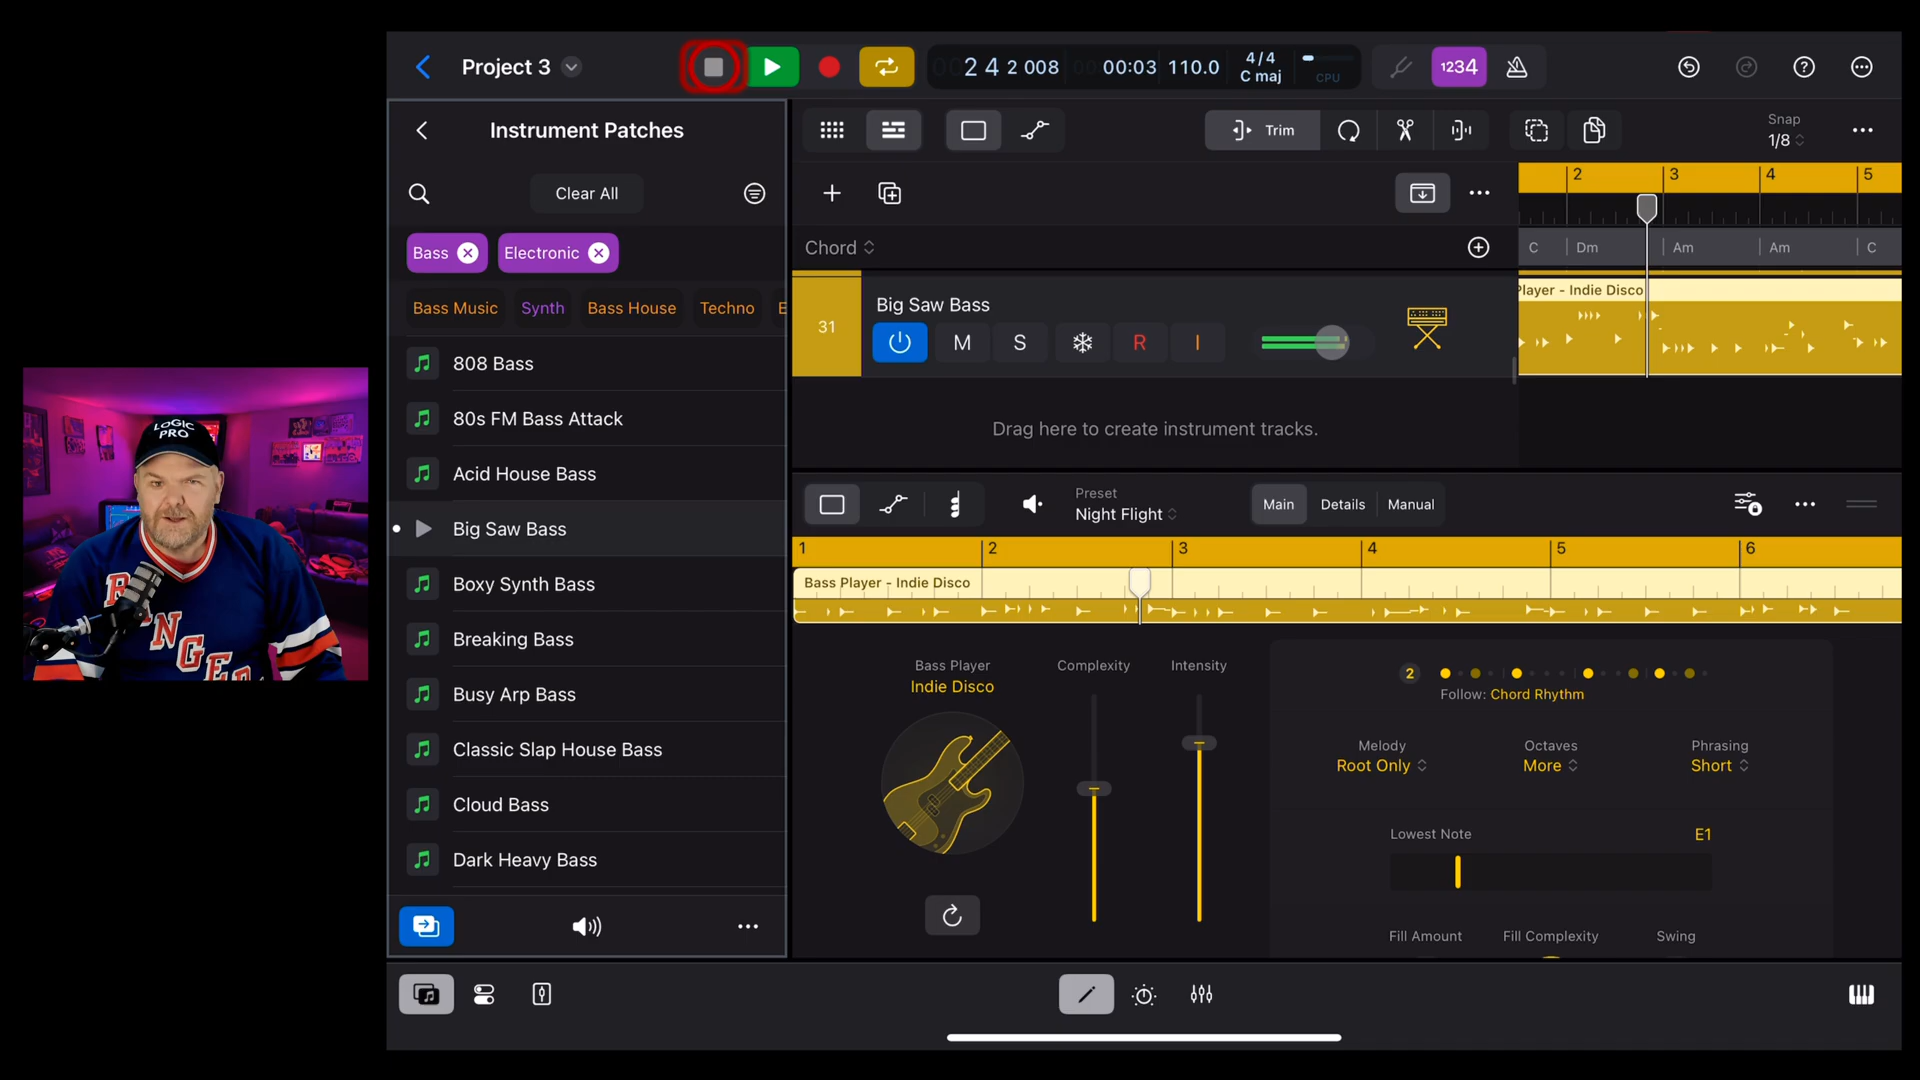 Project 3
2 4 2 008
00:03
110.0
4/4
C maj
CPU
1234
Instrument Patches
Trim
Snap
1/8
Clear All
2
3
4
5
Chord
C
Dm
Am
Am
C
Bass
Electronic
Bass Music
Synth
Bass House
Techno
E
31
Big Saw Bass
M
S
R
I
Player - Indie Disco
808 Bass
80s FM Bass Attack
Drag here to create instrument tracks.
Acid House Bass
Big Saw Bass
Boxy Synth Bass
Breaking Bass
Busy Arp Bass
Classic Slap House Bass
Cloud Bass
Dark Heavy Bass
Preset
Night Flight
Main
Details
Manual
1
2
3
4
5
6
Bass Player - Indie Disco
Bass Player
Indie Disco
Complexity
Intensity
2
Follow: Chord Rhythm
Melody
Root Only
Octaves
More
Phrasing
Short
Lowest Note
E1
Fill Amount
Fill Complexity
Swing
LOGIC
PRO